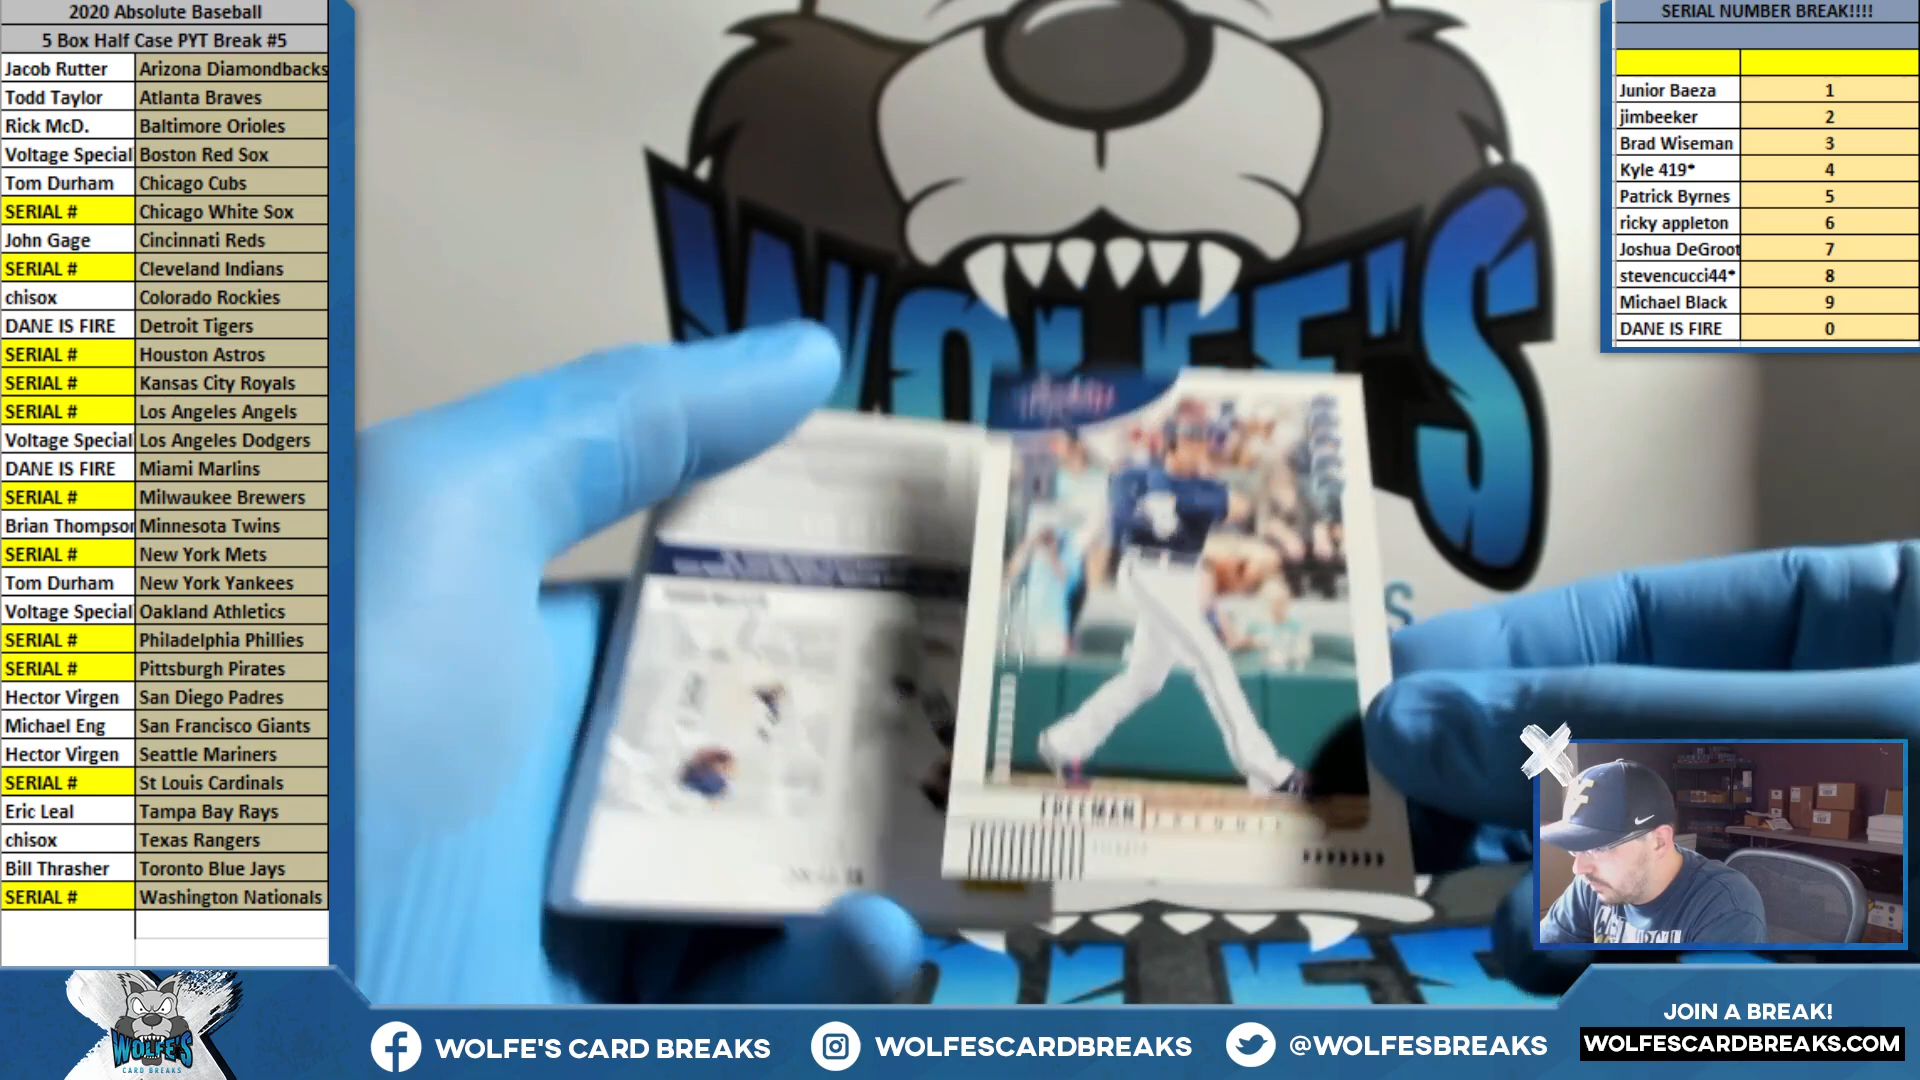 2020 Absolute Baseball
5 Box Half Case PYT Break #5
Jacob Rutter Arizona Diamondbacks
Todd Taylor Atlanta Braves
Rick McD. Baltimore Orioles
Voltage Special Boston Red Sox
Tom Durham Chicago Cubs
SERIAL # Chicago White Sox
John Gage Cincinnati Reds
SERIAL # Cleveland Indians
chisox Colorado Rockies
DANE IS FIRE Detroit Tigers
SERIAL # Houston Astros
SERIAL # Kansas City Royals
SERIAL # Los Angeles Angels
Voltage Special Los Angeles Dodgers
DANE IS FIRE Miami Marlins
SERIAL # Milwaukee Brewers
Brian Thompson Minnesota Twins
SERIAL # New York Mets
Tom Durham New York Yankees
Voltage Special Oakland Athletics
SERIAL # Philadelphia Phillies
SERIAL # Pittsburgh Pirates
Hector Virgen San Diego Padres
Michael Eng San Francisco Giants
Hector Virgen Seattle Mariners
SERIAL # St Louis Cardinals
Eric Leal Tampa Bay Rays
chisox Texas Rangers
Bill Thrasher Toronto Blue Jays
SERIAL # Washington Nationals
WOLFE'S
FREEMAN
SERIAL NUMBER BREAK!!!!
Junior Baeza 1
jimbeeker 2
Brad Wiseman 3
Kyle 419* 4
Patrick Byrnes 5
ricky appleton 6
Joshua DeGroot 7
stevencucci44* 8
Michael Black 9
DANE IS FIRE 0
WOLFE'S
CARD BREAKS
WOLFE'S CARD BREAKS
WOLFESCARDBREAKS
@WOLFESBREAKS
JOIN A BREAK!
WOLFESCARDBREAKS.COM